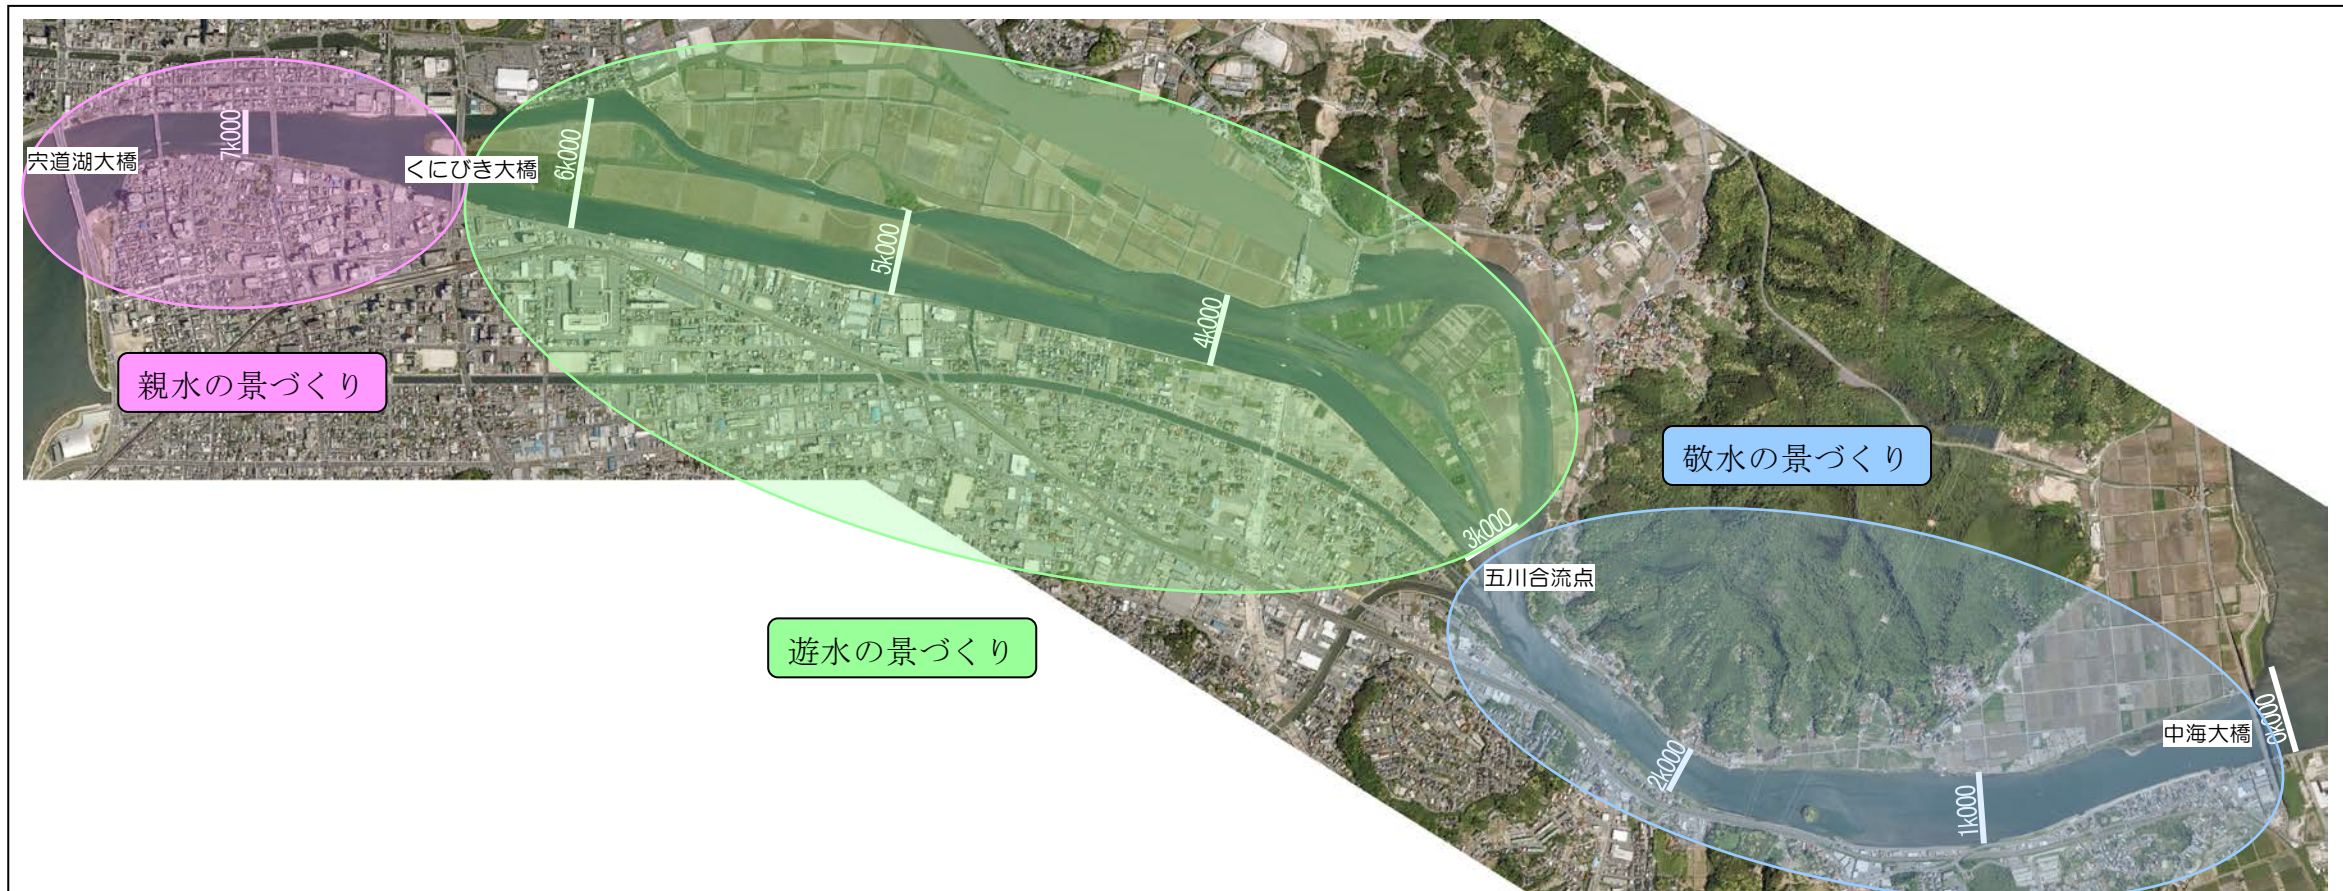 宍道湖大橋
7k000
くにびき大橋
6k000
5k000
4k000
3k000
親水の景づくり
遊水の景づくり
敬水の景づくり
五川合流点
2k000
1k000
中海大橋
0k000